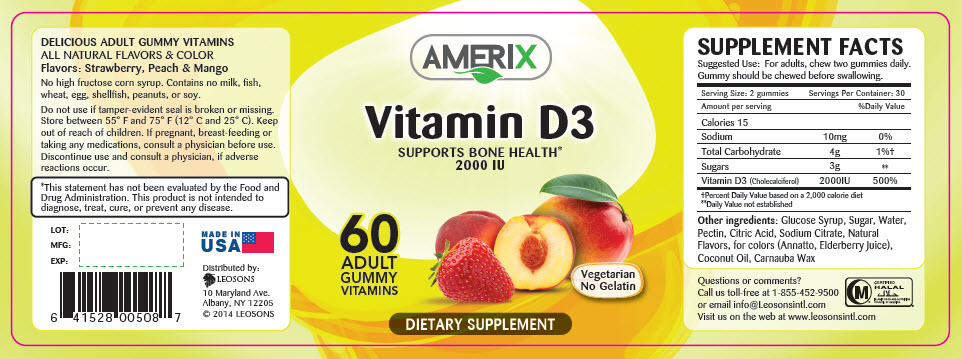 DELICIOUS ADULT GUMMY VITAMINS
ALL NATURAL FLAVORS & COLOR
Flavors: Strawberry, Peach & Mango
No high fructose corn syrup. Contains no milk, fish,
wheat, egg, shellfish, peanuts, or soy.
Do not use if tamper-evident seal is broken or missing.
Store between 55° F and 75° F (12° C and 25° C). Keep
out of reach of children. If pregnant, breast-feeding or
taking any medications, consult a physician before use.
Discontinue use and consult a physician, if adverse
reactions occur.
*This statement has not been evaluated by the Food and
Drug Administration. This product is not intended to
diagnose, treat, cure, or prevent any disease.
LOT:
MFG:
EXP:
MADE IN
USA
Distributed by:
LEOSONS
10 Maryland Ave.
Albany, NY 12205
© 2014 LEOSONS
6 41528 00508 7
AMERIX
Vitamin D3
SUPPORTS BONE HEALTH*
2000 IU
60
ADULT
GUMMY
VITAMINS
Vegetarian
No Gelatin
DIETARY SUPPLEMENT
SUPPLEMENT FACTS
Suggested Use: For adults, chew two gummies daily.
Gummy should be chewed before swallowing.
Serving Size: 2 gummies Servings Per Container: 30
Amount per serving %Daily Value
Calories 15
Sodium 10mg 0%
Total Carbohydrate 4g 1%†
Sugars 3g **
Vitamin D3 (Cholecalciferol) 2000IU 500%
†Percent Daily Value based on a 2,000 calorie diet
**Daily Value not established
Other ingredients: Glucose Syrup, Sugar, Water,
Pectin, Citric Acid, Sodium Citrate, Natural
Flavors, for colors (Annatto, Elderberry Juice),
Coconut Oil, Carnauba Wax
Questions or comments?
Call us toll-free at 1-855-452-9500
or email info@Leosonsintl.com
Visit us on the web at www.leosonsintl.com
M
CERTIFIED
HALAL